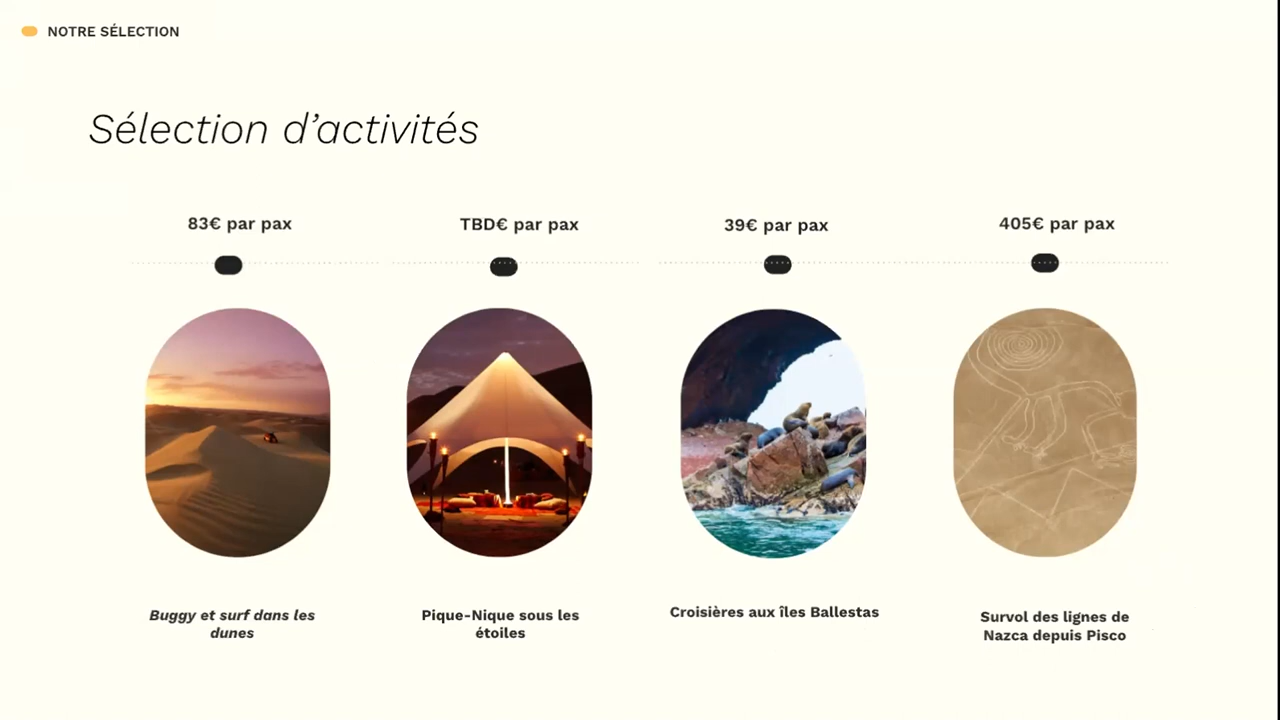 NOTRE SÉLECTION
Sélection d’activités
83€ par pax
TBD€ par pax
39€ par pax
405€ par pax
Buggy et surf dans les
dunes
Pique-Nique sous les
étoiles
Croisières aux îles Ballestas
Survol des lignes de
Nazca depuis Pisco